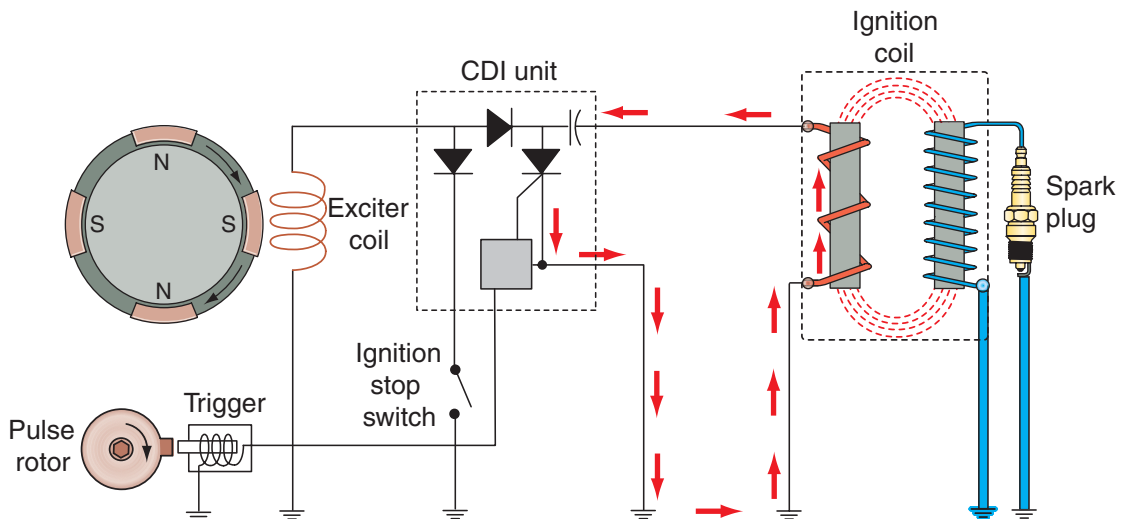 Ignition
coil
CDI unit
N
S
S
N
Exciter
coil
Spark
plug
Ignition
stop
switch
Trigger
Pulse
rotor